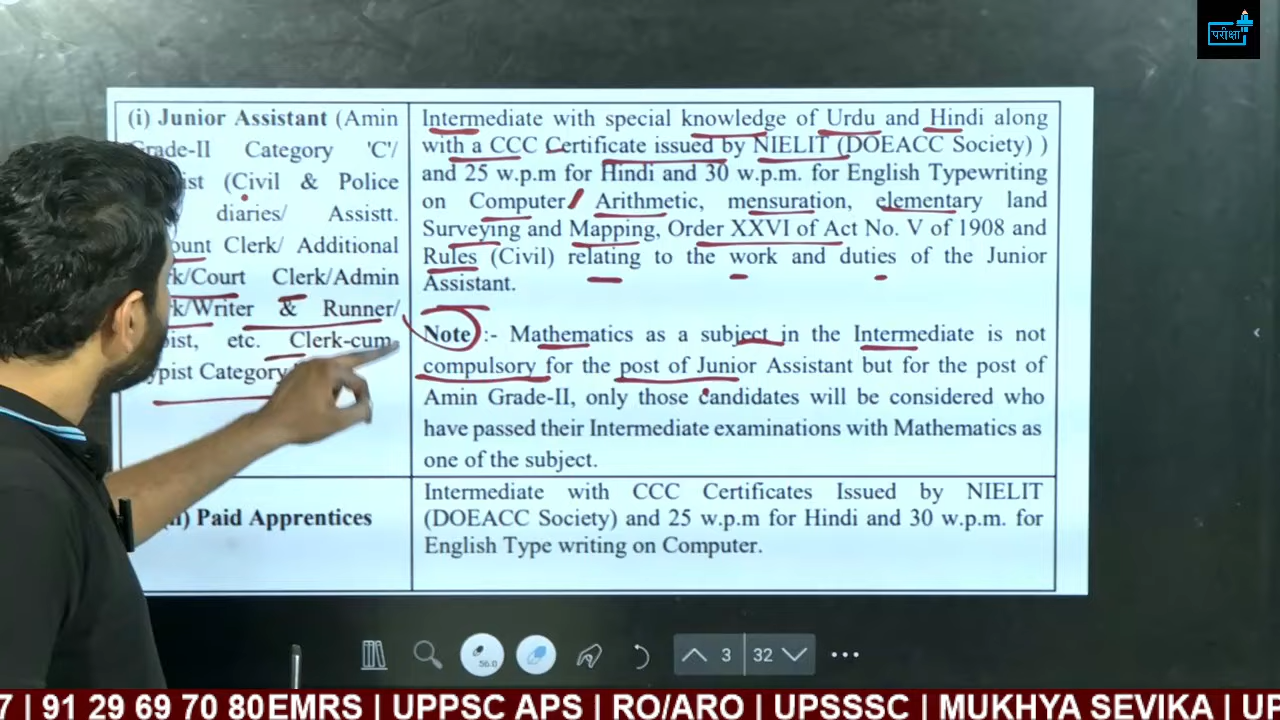 परीक्षा
(i) Junior Assistant (Amin
Grade-II Category 'C'/
(Civil & Police
diaries/ Assistt.
Clerk/ Additional
Clerk/Admin
& Runner/
etc. Clerk-cum
Category
Intermediate with special knowledge of Urdu and Hindi along
with a CCC Certificate issued by NIELIT (DOEACC Society) )
and 25 w.p.m for Hindi and 30 w.p.m. for English Typewriting
on Computer/ Arithmetic, mensuration, elementary land
Surveying and Mapping, Order XXVI of Act No. V of 1908 and
Rules (Civil) relating to the work and duties of the Junior
Assistant.
Note :- Mathematics as a subject in the Intermediate is not
compulsory for the post of Junior Assistant but for the post of
Amin Grade-II, only those candidates will be considered who
have passed their Intermediate examinations with Mathematics as
one of the subject.
Paid Apprentices
Intermediate with CCC Certificates Issued by NIELIT
(DOEACC Society) and 25 w.p.m for Hindi and 30 w.p.m. for
English Type writing on Computer.
56.0
3
32
7 | 91 29 69 70 80EMRS | UPPSC APS | RO/ARO | UPSSSC | MUKHYA SEVIKA | UP